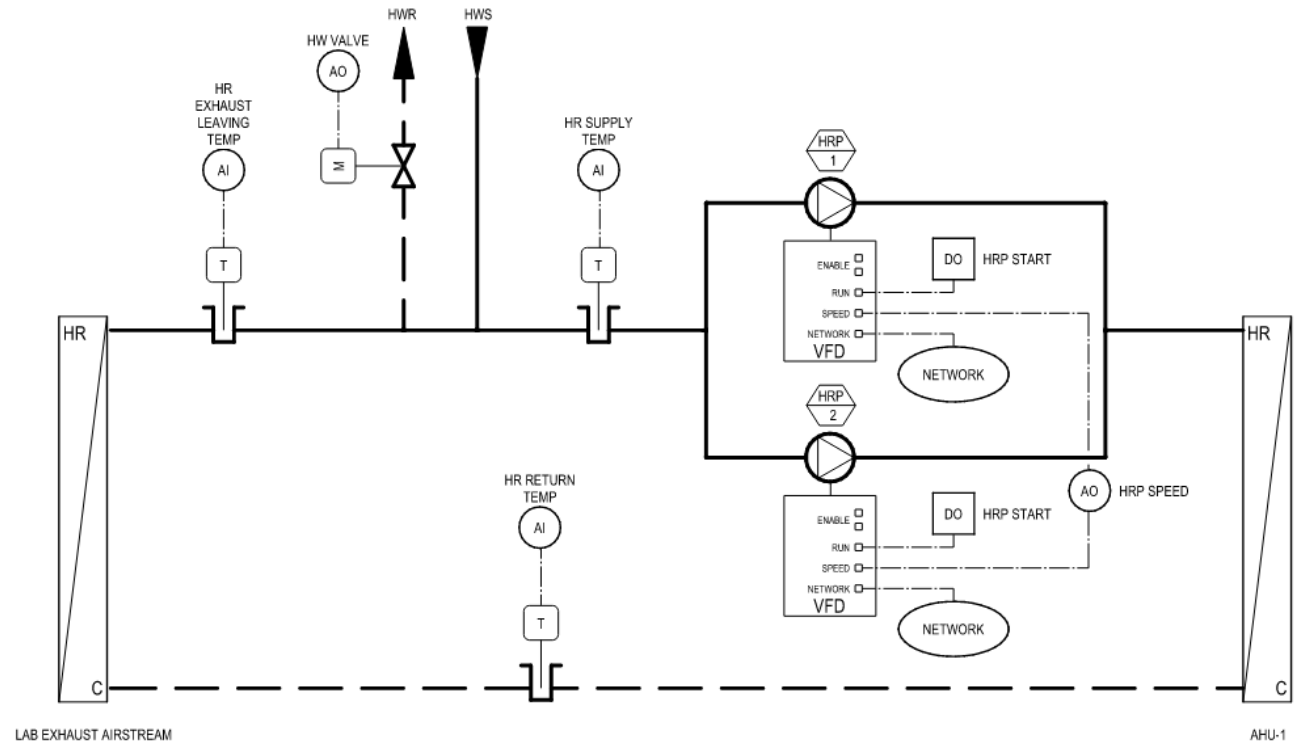 HWR
HWS
HW VALVE
AO
HR
EXHAUST
LEAVING
TEMP
AI
M
HR SUPPLY
TEMP
AI
HRP
1
T
T
ENABLE
RUN
SPEED
NETWORK
VFD
DO
HRP START
NETWORK
HR
HR
HRP
2
HR RETURN
TEMP
AI
T
ENABLE
RUN
SPEED
NETWORK
VFD
DO
HRP START
NETWORK
AO
HRP SPEED
C
C
LAB EXHAUST AIRSTREAM
AHU-1